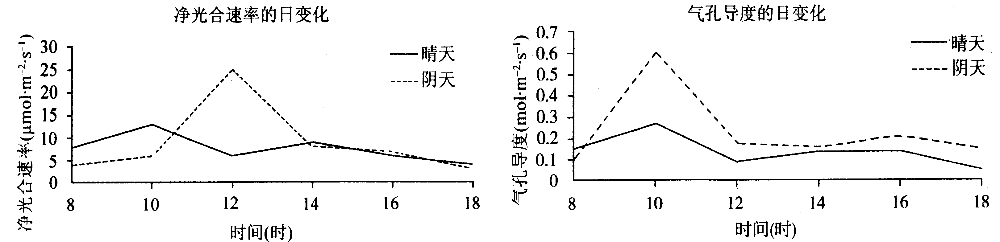 净光合速率的日变化
净光合速率(μmol·m⁻²·s⁻¹)
30
25
20
15
10
5
0
晴天
阴天
8 10 12 14 16 18
时间(时)
气孔导度的日变化
气孔导度(mol·m⁻²·s⁻¹)
0.7
0.6
0.5
0.4
0.3
0.2
0.1
0
晴天
阴天
8 10 12 14 16 18
时间(时)